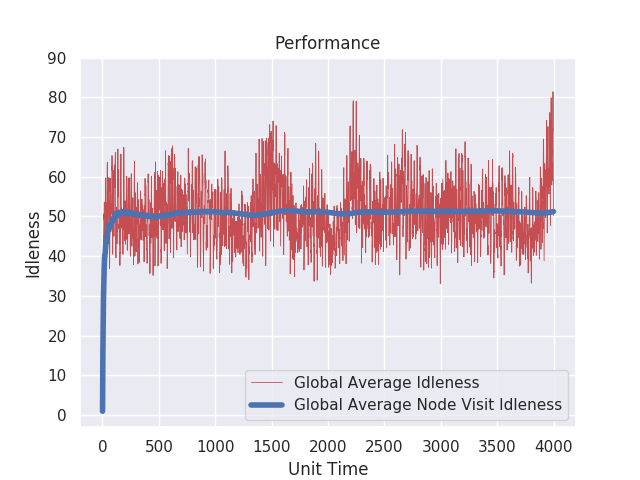 Performance
90
80
70
60
50
40
30
20
10
0
Idleness
Global Average Idleness
Global Average Node Visit Idleness
0 500 1000 1500 2000 2500 3000 3500 4000
Unit Time